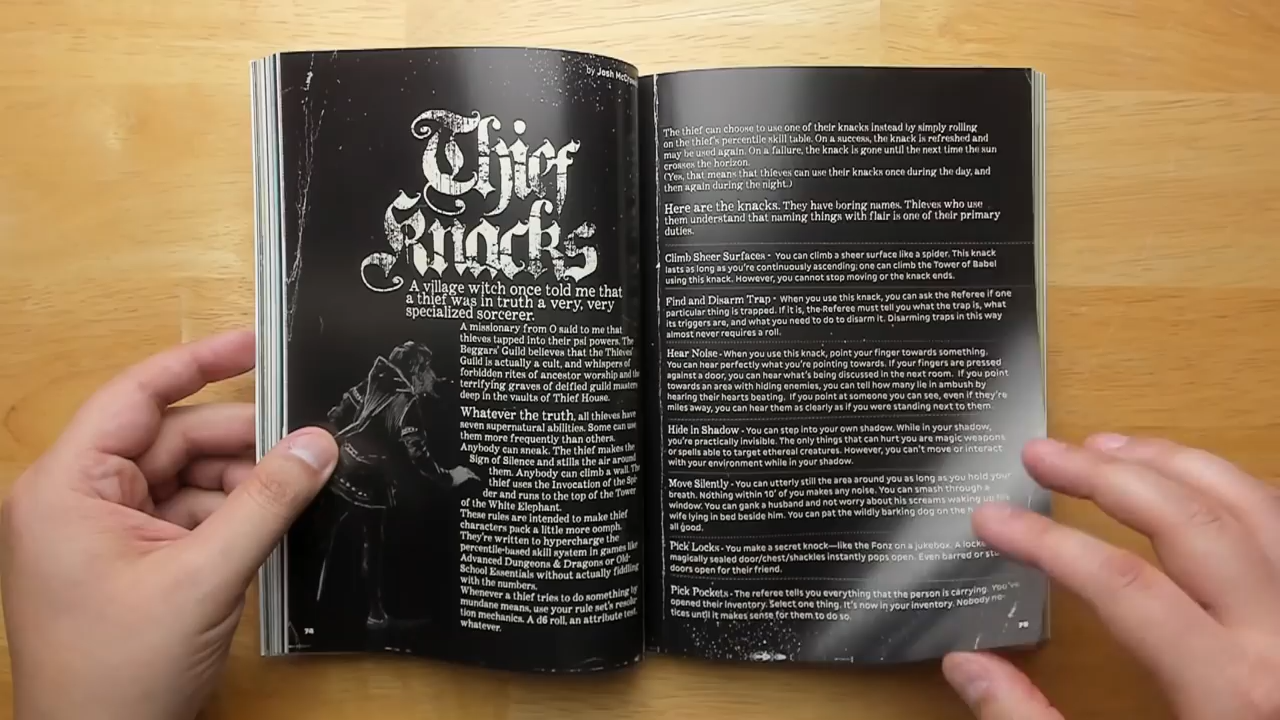 by Josh
Thief
Knacks
A village witch once told me that
a thief was in truth a very, very
specialized sorcerer.
A missionary from O said to me that
thieves tapped into their psi powers. The
Beggars' Guild believes that the Thieves'
Guild is actually a cult, and whispers of
forbidden rites of ancestor worship and the
terrifying graves of deified guild masters
deep in the vaults of Thief House.
Whatever the truth, all thieves have
seven supernatural abilities. Some can use
them more frequently than others.
Anybody can sneak. The thief makes the
Sign of Silence and stills the air around
them. Anybody can climb a wall. The
thief uses the Invocation of the Spi-
der and runs to the top of the Tower
of the White Elephant.
These rules are intended to make thief
characters pack a little more oomph.
They're written to hypercharge the
percentile-based skill system in games like
Advanced Dungeons & Dragons or Old-
School Essentials without actually fiddling
with the numbers.
Whenever a thief tries to do something by
mundane means, use your rule set's resolu-
tion mechanics. A d6 roll, an attribute test,
whatever.
The thief can choose to use one of their knacks instead by simply rolling
on the thief's percentile skill table. On a success, the knack is refreshed and
may be used again. On a failure, the knack is gone until the next time the sun
crosses the horizon.
(Yes, that means that thieves can use their knacks once during the day, and
then again during the night.)
Here are the knacks. They have boring names. Thieves who use
them understand that naming things with flair is one of their primary
duties.
Climb Sheer Surfaces - You can climb a sheer surface like a spider. This knack
lasts as long as you're continuously ascending; one can climb the Tower of Babel
using this knack. However, you cannot stop moving or the knack ends.
Find and Disarm Trap - When you use this knack, you can ask the Referee if one
particular thing is trapped. If it is, the Referee must tell you what the trap is, what
its triggers are, and what you need to do to disarm it. Disarming traps in this way
almost never requires a roll.
Hear Noise - When you use this knack, point your finger towards something.
You can hear perfectly what you're pointing towards. If your fingers are pressed
against a door, you can hear what's being discussed in the next room. If you point
towards an area with hiding enemies, you can tell how many lie in ambush by
hearing their hearts beating. If you point at someone you can see, even if they're
miles away, you can hear them as clearly as if you were standing next to them.
Hide in Shadow - You can step into your own shadow. While in your shadow,
you're practically invisible. The only things that can hurt you are magic weapons
or spells able to target ethereal creatures. However, you can't move or interact
with your environment while in your shadow.
Move Silently - You can utterly still the area around you as long as you hold your
breath. Nothing within 10' of you makes any noise. You can smash through a
window. You can gank a husband and not worry about his screams waking up his
wife lying in bed beside him. You can pat the wildly barking dog on the
all good.
Pick Locks - You make a secret knock—like the Fonz on a jukebox. A
magically sealed door/chest/shackles instantly pops open. Even barred or
doors open for their friend.
Pick Pockets - The referee tells you everything that the person is carrying. You've
opened their inventory. Select one thing. It's now in your inventory. Nobody no-
tices until it makes sense for them to do so.